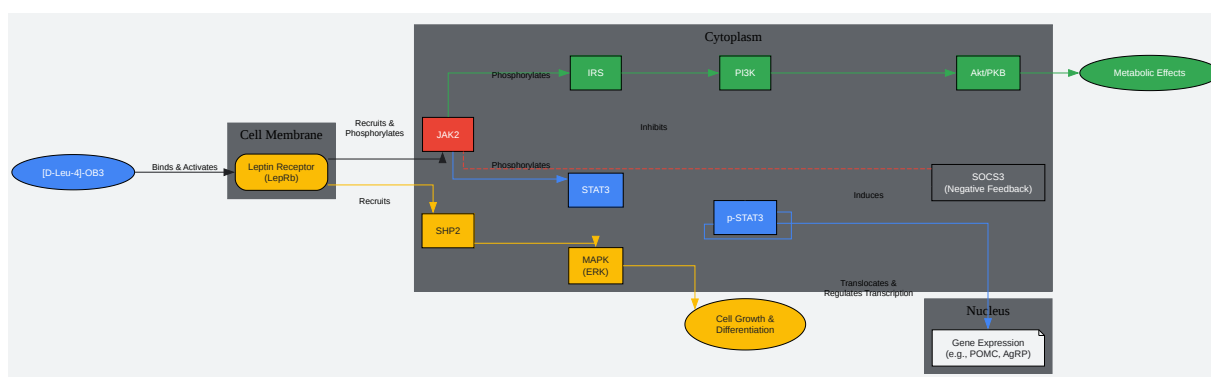 Cytoplasm
Phosphorylates
IRS
PI3K
Akt/PKB
Metabolic Effects
Cell Membrane
Recruits &
Phosphorylates
JAK2
Inhibits
[D-Leu-4]-OB3
Binds & Activates
Leptin Receptor
(LepRb)
Phosphorylates
STAT3
SOCS3
(Negative Feedback)
Recruits
Induces
SHP2
p-STAT3
MAPK
(ERK)
Translocates &
Regulates Transcription
Cell Growth &
Differentiation
Nucleus
Gene Expression
(e.g., POMC, AgRP)